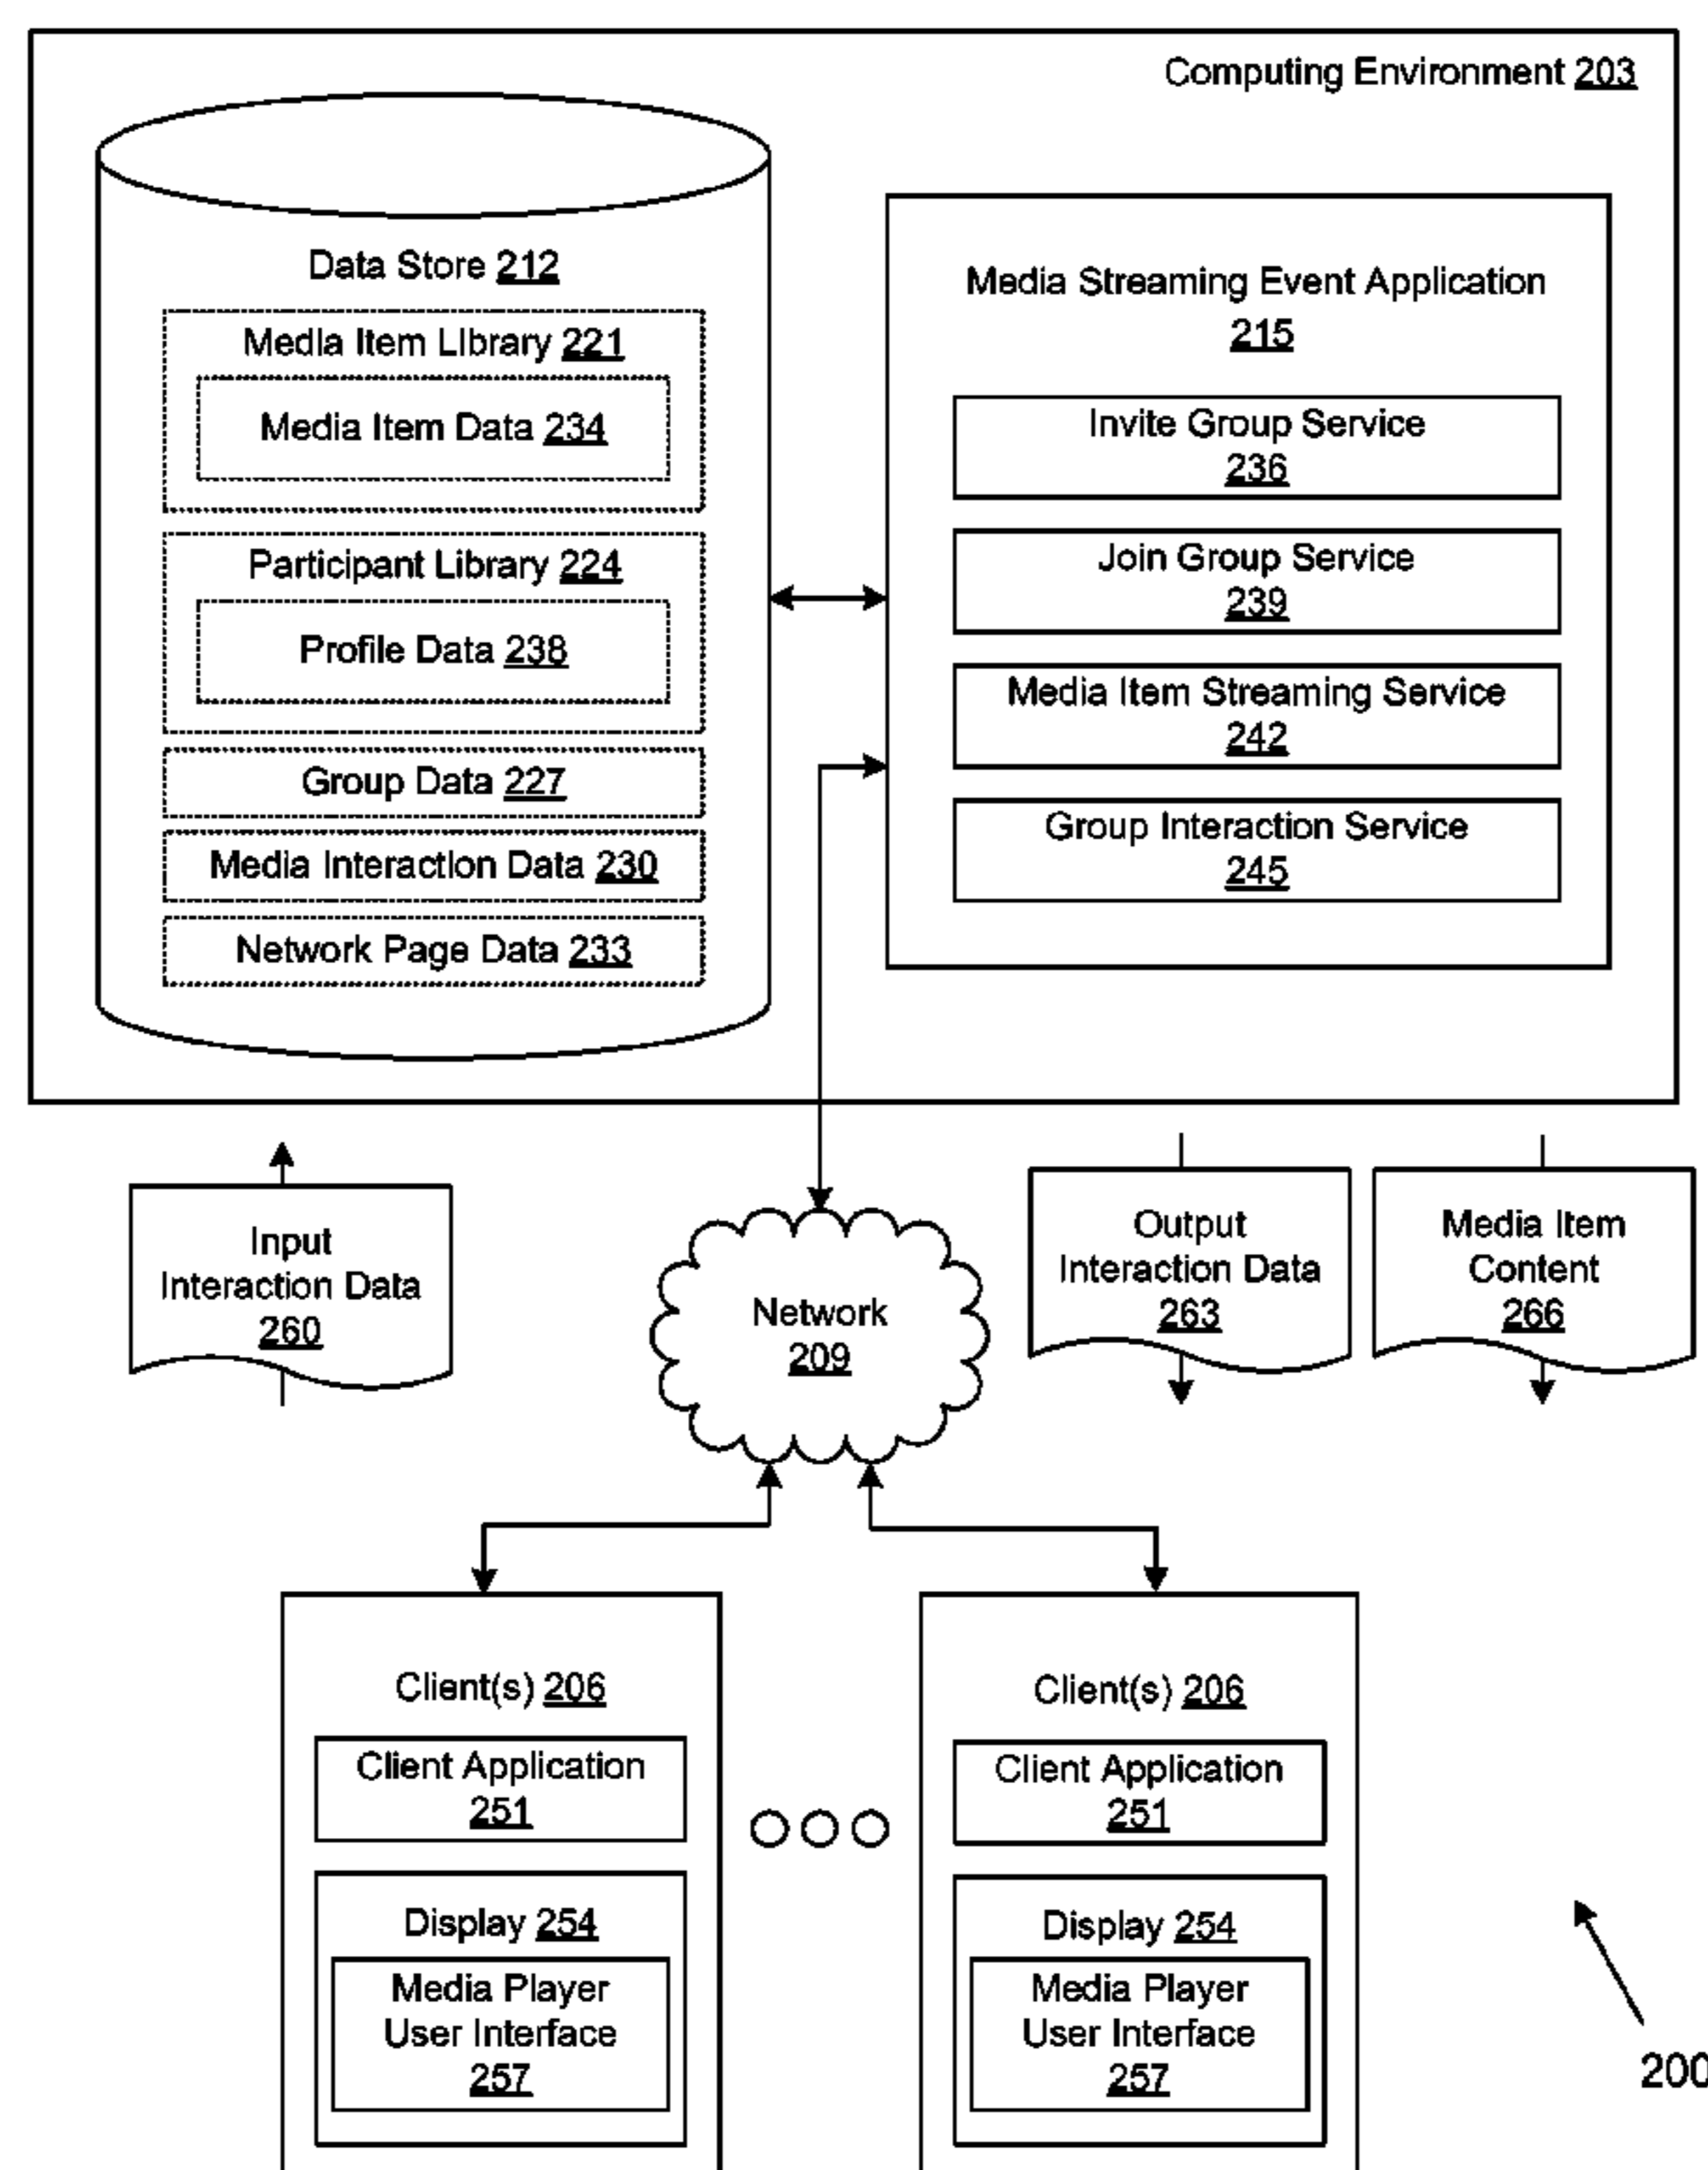 Computing Environment 203
Data Store 212
Media Item Library 221
Media Item Data 234
Participant Library 224
Profile Data 238
Group Data 227
Media Interaction Data 230
Network Page Data 233
Media Streaming Event Application
215
Invite Group Service
236
Join Group Service
239
Media Item Streaming Service
242
Group Interaction Service
245
Input
Interaction Data
260
Network
209
Output
Interaction Data
263
Media Item
Content
266
Client(s) 206
Client Application
251
Display 254
Media Player
User Interface
257
Client(s) 206
Client Application
251
Display 254
Media Player
User Interface
257
200